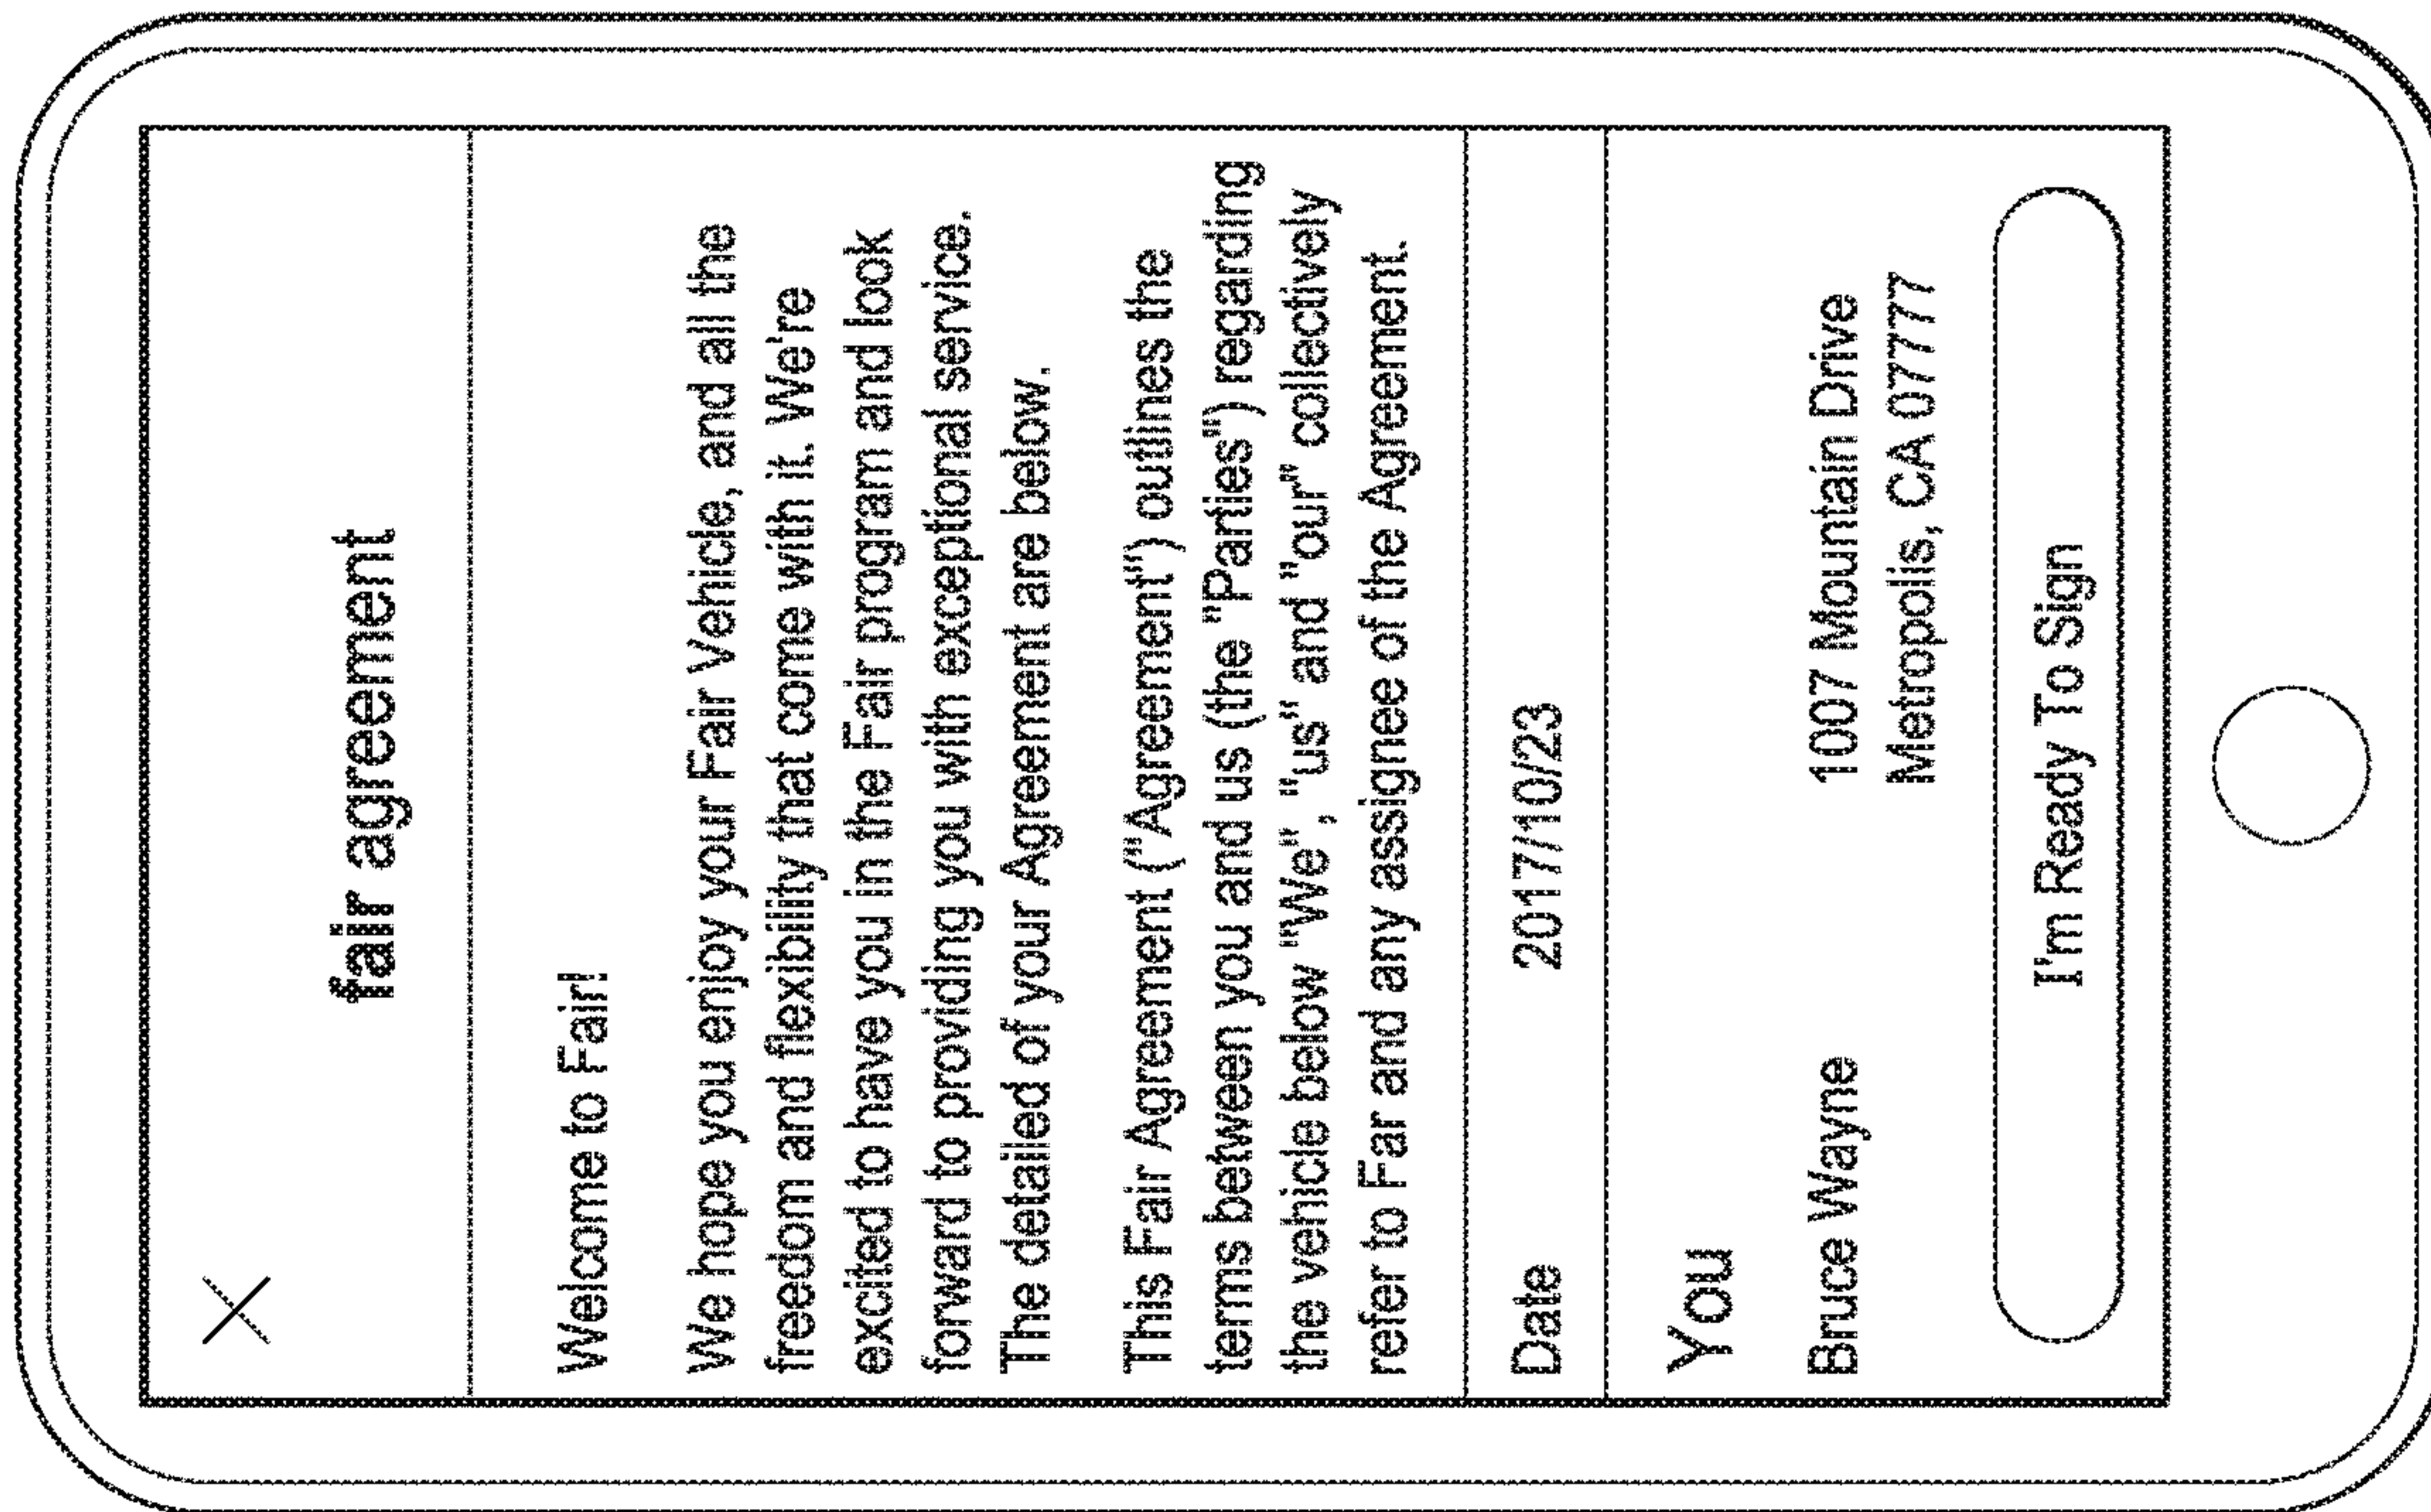 fair agreement
Welcome to Fair!
We hope you enjoy your Fair Vehicle, and all the
freedom and flexibility that come with it. We're
excited to have you in the Fair program and look
forward to providing you with exceptional service.
The detailed of your Agreement are below.
This Fair Agreement ("Agreement") outlines the
terms between you and us (the "Parties") regarding
the vehicle below "We", "us" and "our" collectively
refer to Far and any assignee of the Agreement.
Date 2017/10/23
You
Bruce Wayne 1007 Mountain Drive
Metropolis, CA 07777
I'm Ready To Sign